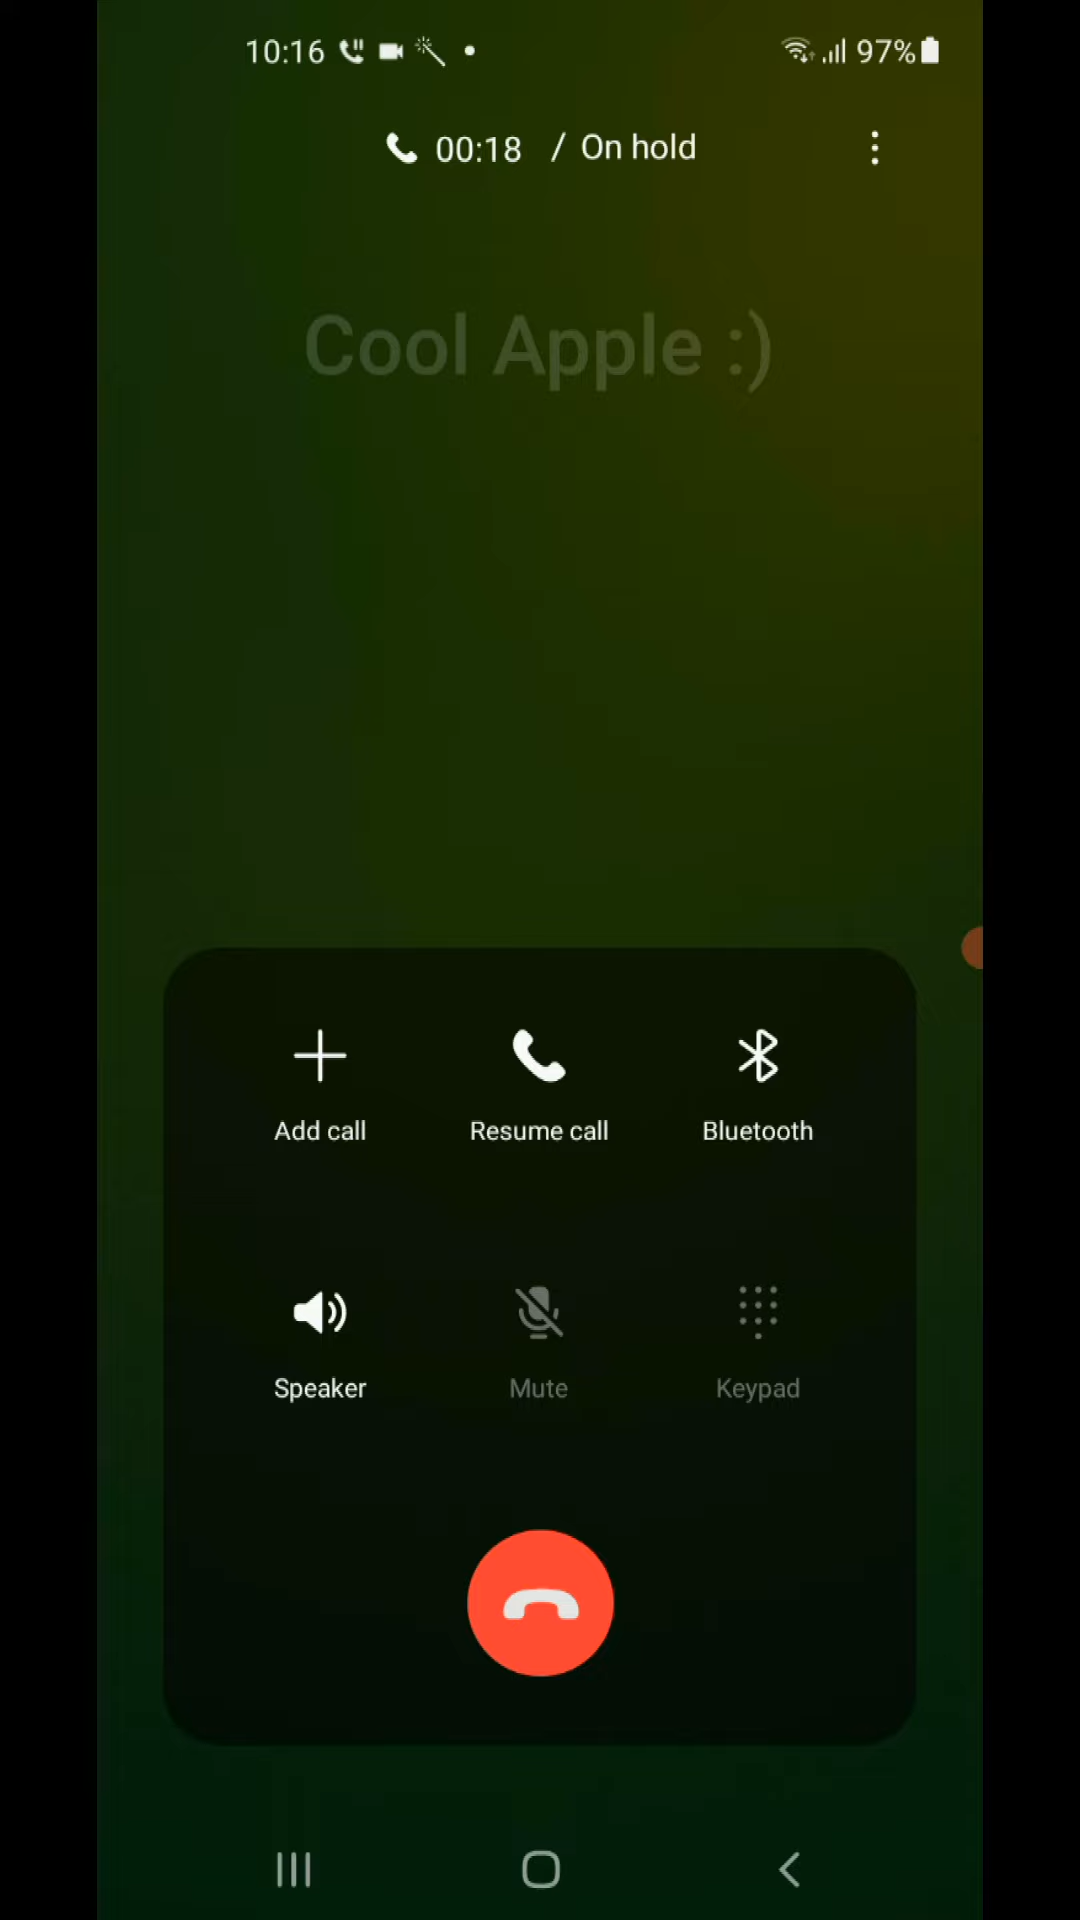 10:16 97%
00:18 / On hold
Cool Apple :)
Add call Resume call Bluetooth
Speaker Mute Keypad